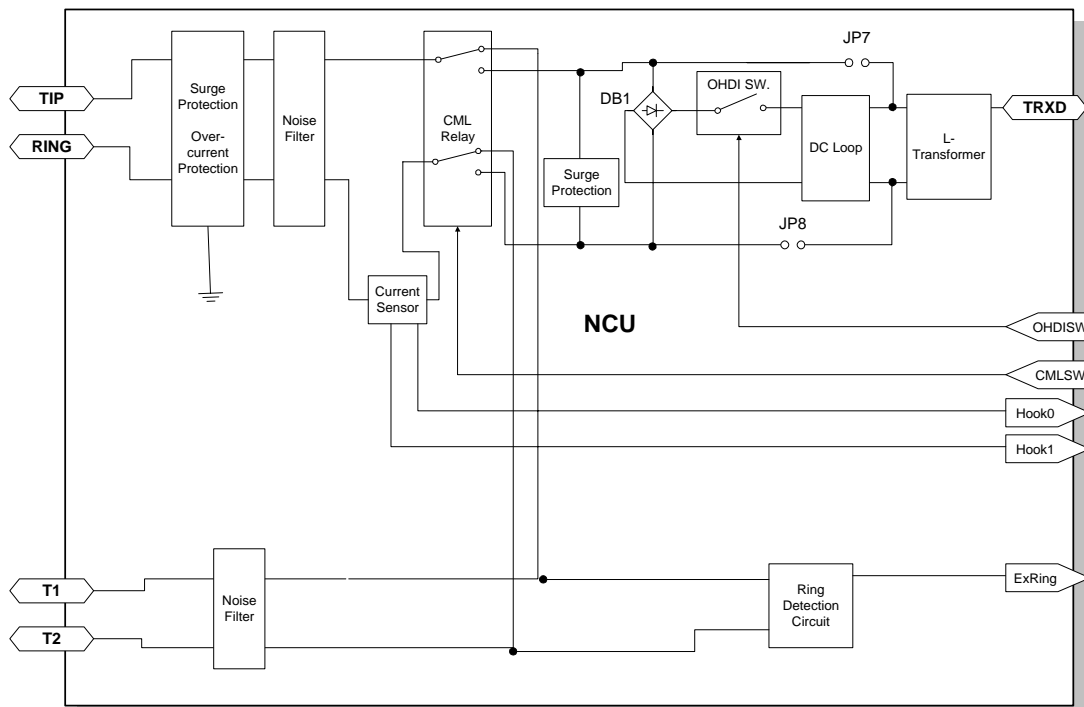 JP7
TIP
RING
Surge
Protection
Over-
current
Protection
Noise
Filter
CML
Relay
Surge
Protection
DB1
OHDI SW.
DC Loop
L-
Transformer
TRXD
JP8
Current
Sensor
NCU
OHDISW
CMLSW
Hook0
Hook1
T1
T2
Noise
Filter
Ring
Detection
Circuit
ExRing